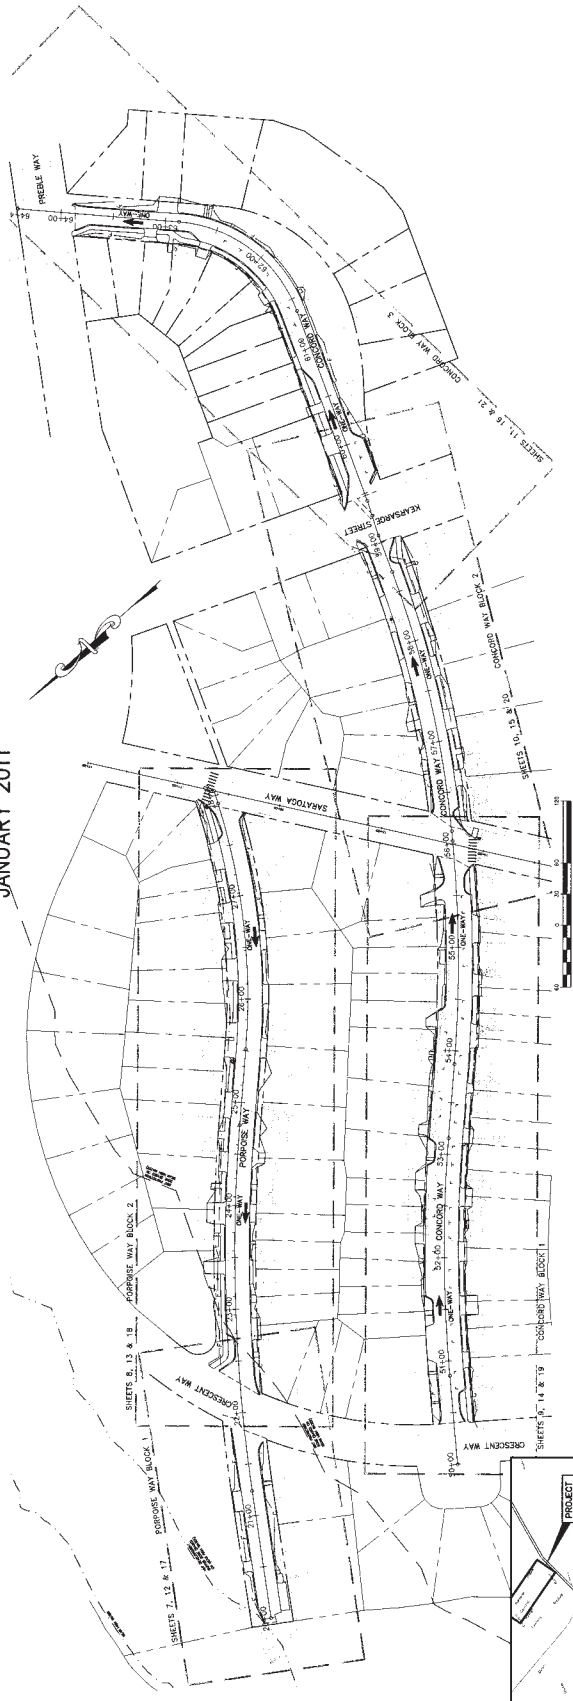 JANUARY 2011
PREBLE WAY
64+00
ONE-WAY
63+00
62+00
CONCORD WAY
61+00
ONE-WAY
60+00
CONCORD WAY BLOCK 3
SHEETS 11, 16 & 21
KEARSARGE STREET
59+00
58+00
ONE-WAY
CONCORD WAY BLOCK 2
SHEETS 10, 15 & 20
57+00
CONCORD WAY
56+00
SARATOGA WAY
ONE-WAY
55+00
54+00
53+00
CONCORD WAY
52+00
ONE-WAY
51+00
50+00
CONCORD WAY BLOCK 1
SHEETS 9, 14 & 19
CRESCENT WAY
27+00
ONE-WAY
26+00
25+00
PORPOISE WAY
24+00
ONE-WAY
23+00
PORPOISE WAY BLOCK 2
SHEETS 8, 13 & 18
CRESCENT WAY
22+00
21+00
PORPOISE WAY BLOCK 1
SHEETS 7, 12 & 17
60
0
30
60
120
PROJECT